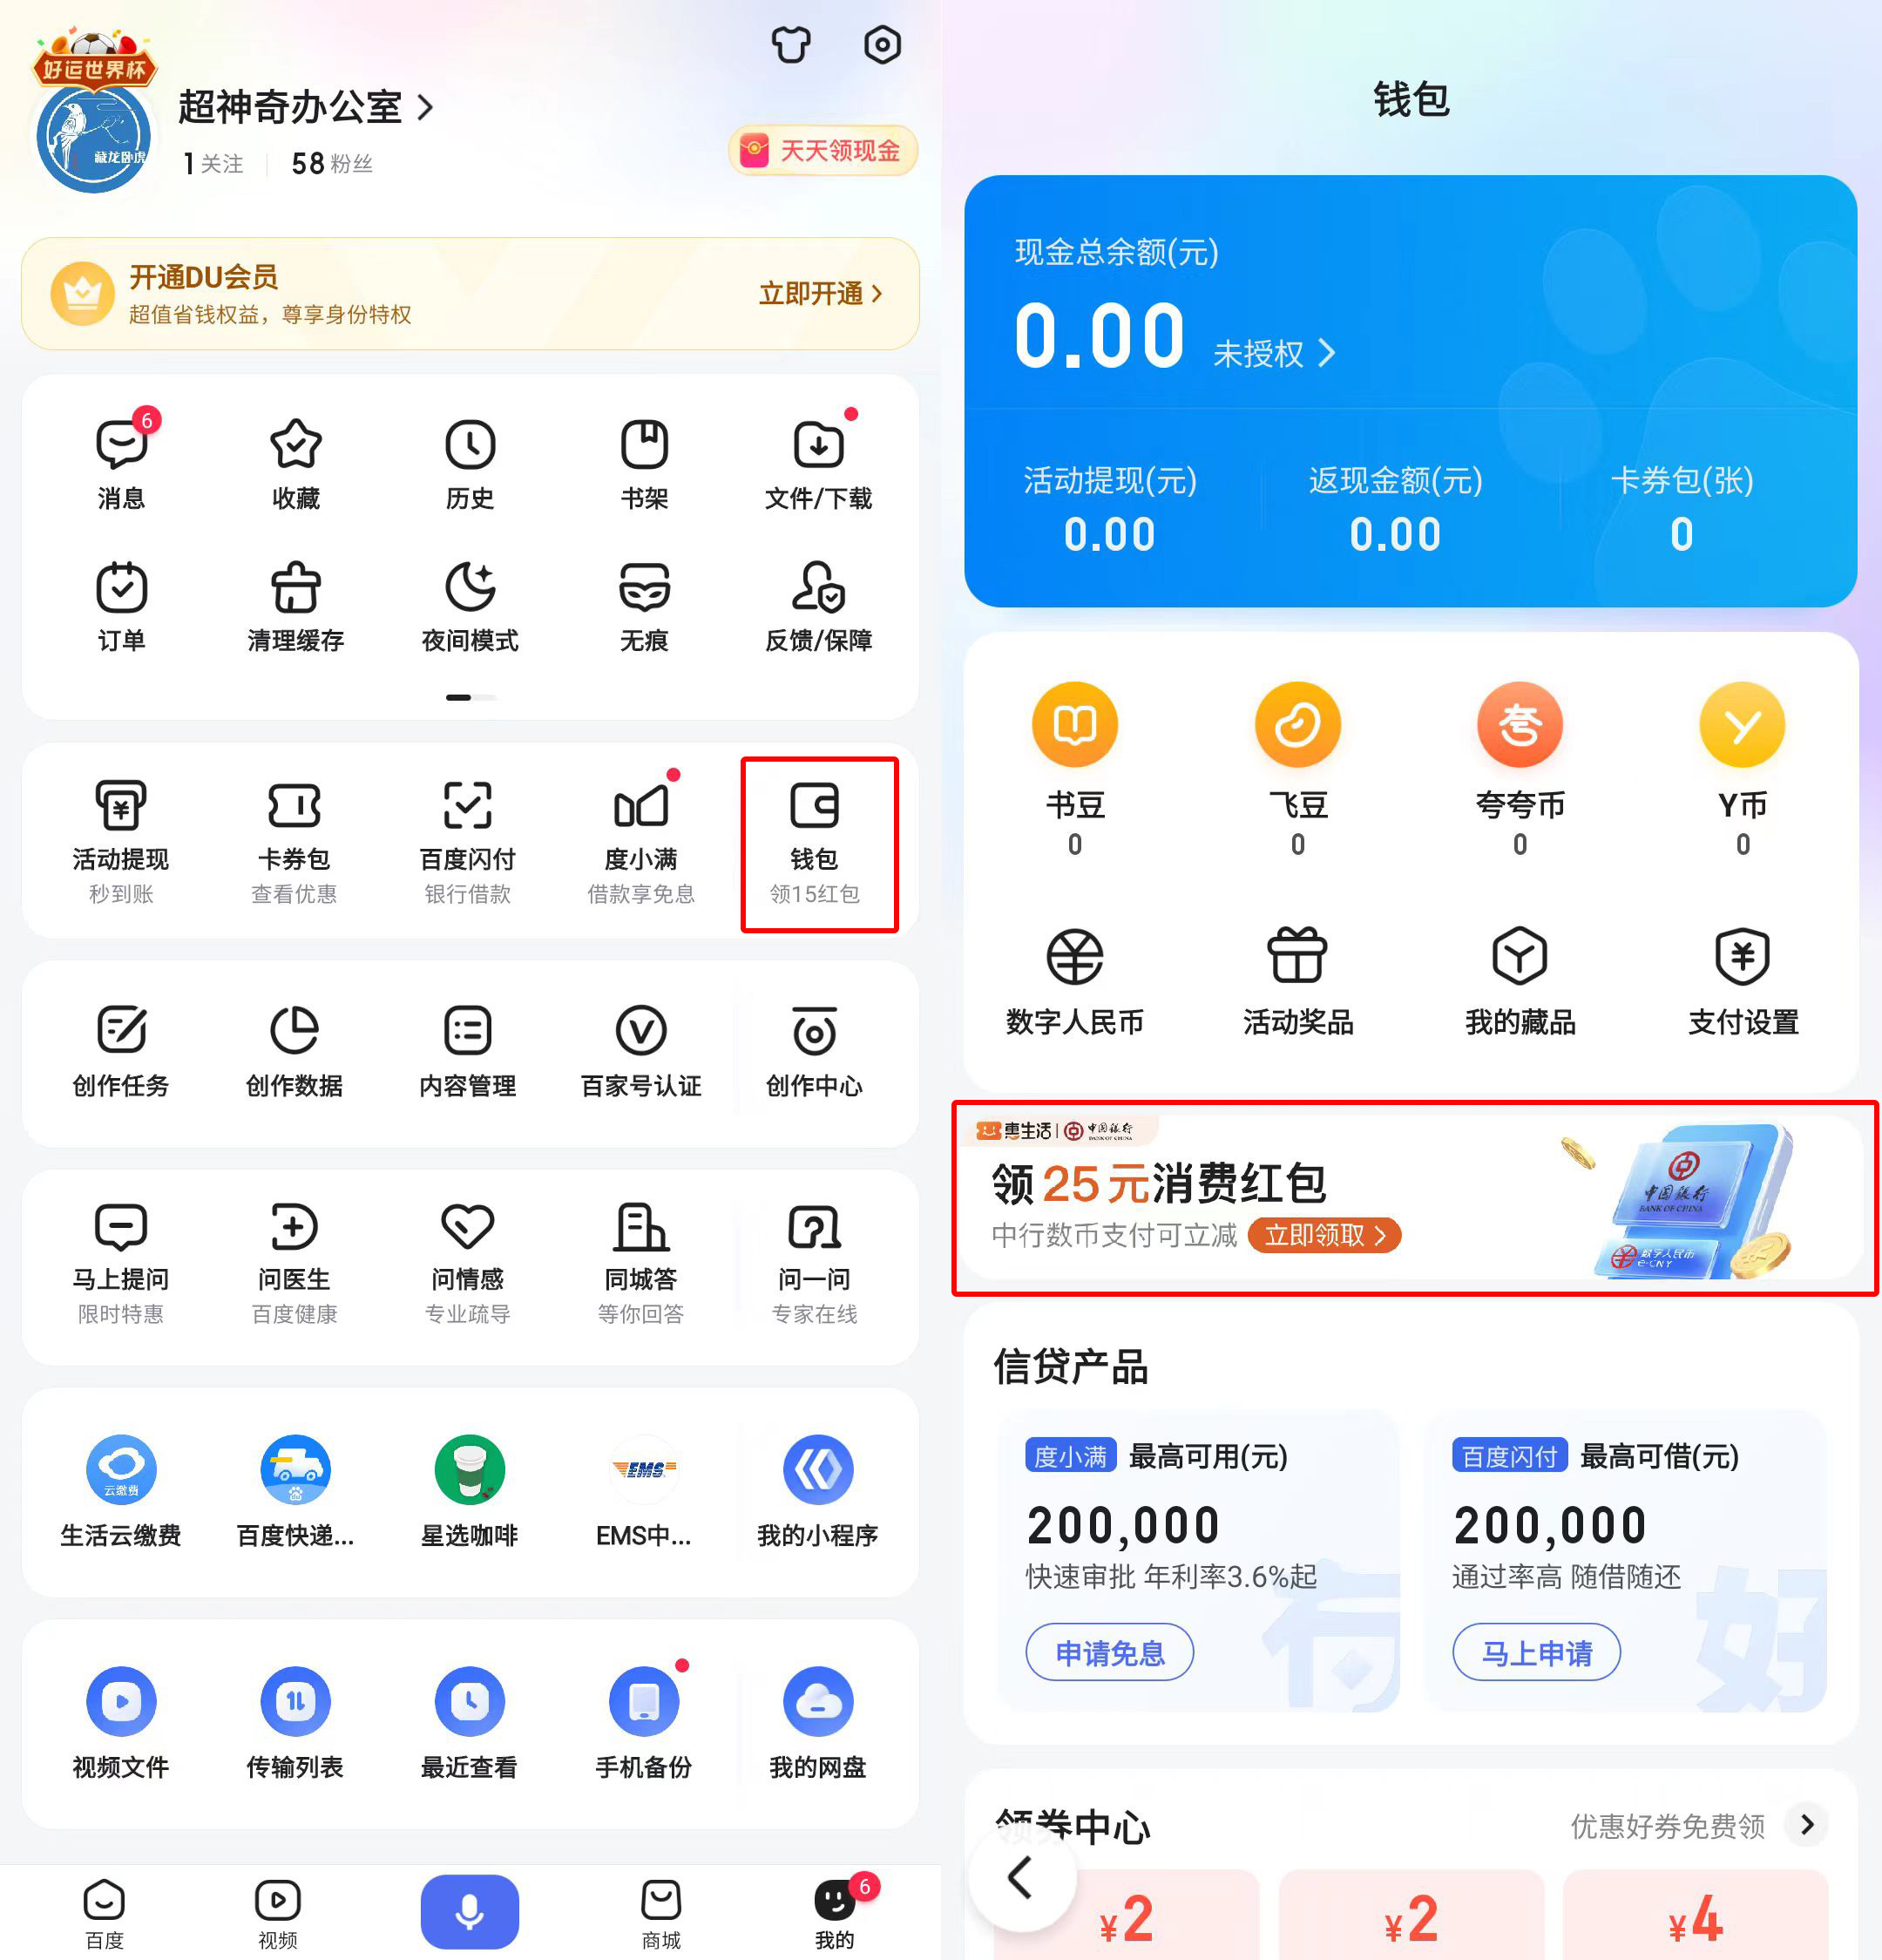 好运世界杯
藏龙卧虎
超神奇办公室
1 关注 58 粉丝
天天领现金
开通DU会员
超值省钱权益，尊享身份特权
立即开通
6
消息 收藏 历史 书架 文件/下载
订单 清理缓存 夜间模式 无痕 反馈/保障
活动提现 卡券包 百度闪付 度小满 钱包
秒到账 查看优惠 银行借款 借款享免息 领15红包
创作任务 创作数据 内容管理 百家号认证 创作中心
马上提问 问医生 问情感 同城答 问一问
限时特惠 百度健康 专业疏导 等你回答 专家在线
云缴费
EMS
生活云缴费 百度快递... 星选咖啡 EMS中... 我的小程序
视频文件 传输列表 最近查看 手机备份 我的网盘
6
百度 视频 商城 我的
钱包
现金总余额(元)
0.00 未授权
活动提现(元) 返现金额(元) 卡券包(张)
0.00 0.00 0
夸 Y
书豆 飞豆 夸夸币 Y币
0 0 0 0
数字人民币 活动奖品 我的藏品 支付设置
惠生活 中国银行
BANK OF CHINA
领25元消费红包
中行数币支付可立减 立即领取
中国银行
BANK OF CHINA
数字人民币
e-CNY
信贷产品
度小满 最高可用(元)
200,000
快速审批 年利率3.6%起
申请免息
有
百度闪付 最高可借(元)
200,000
通过率高 随借随还
马上申请
好
领券中心
优惠好券免费领
¥2 ¥2 ¥4